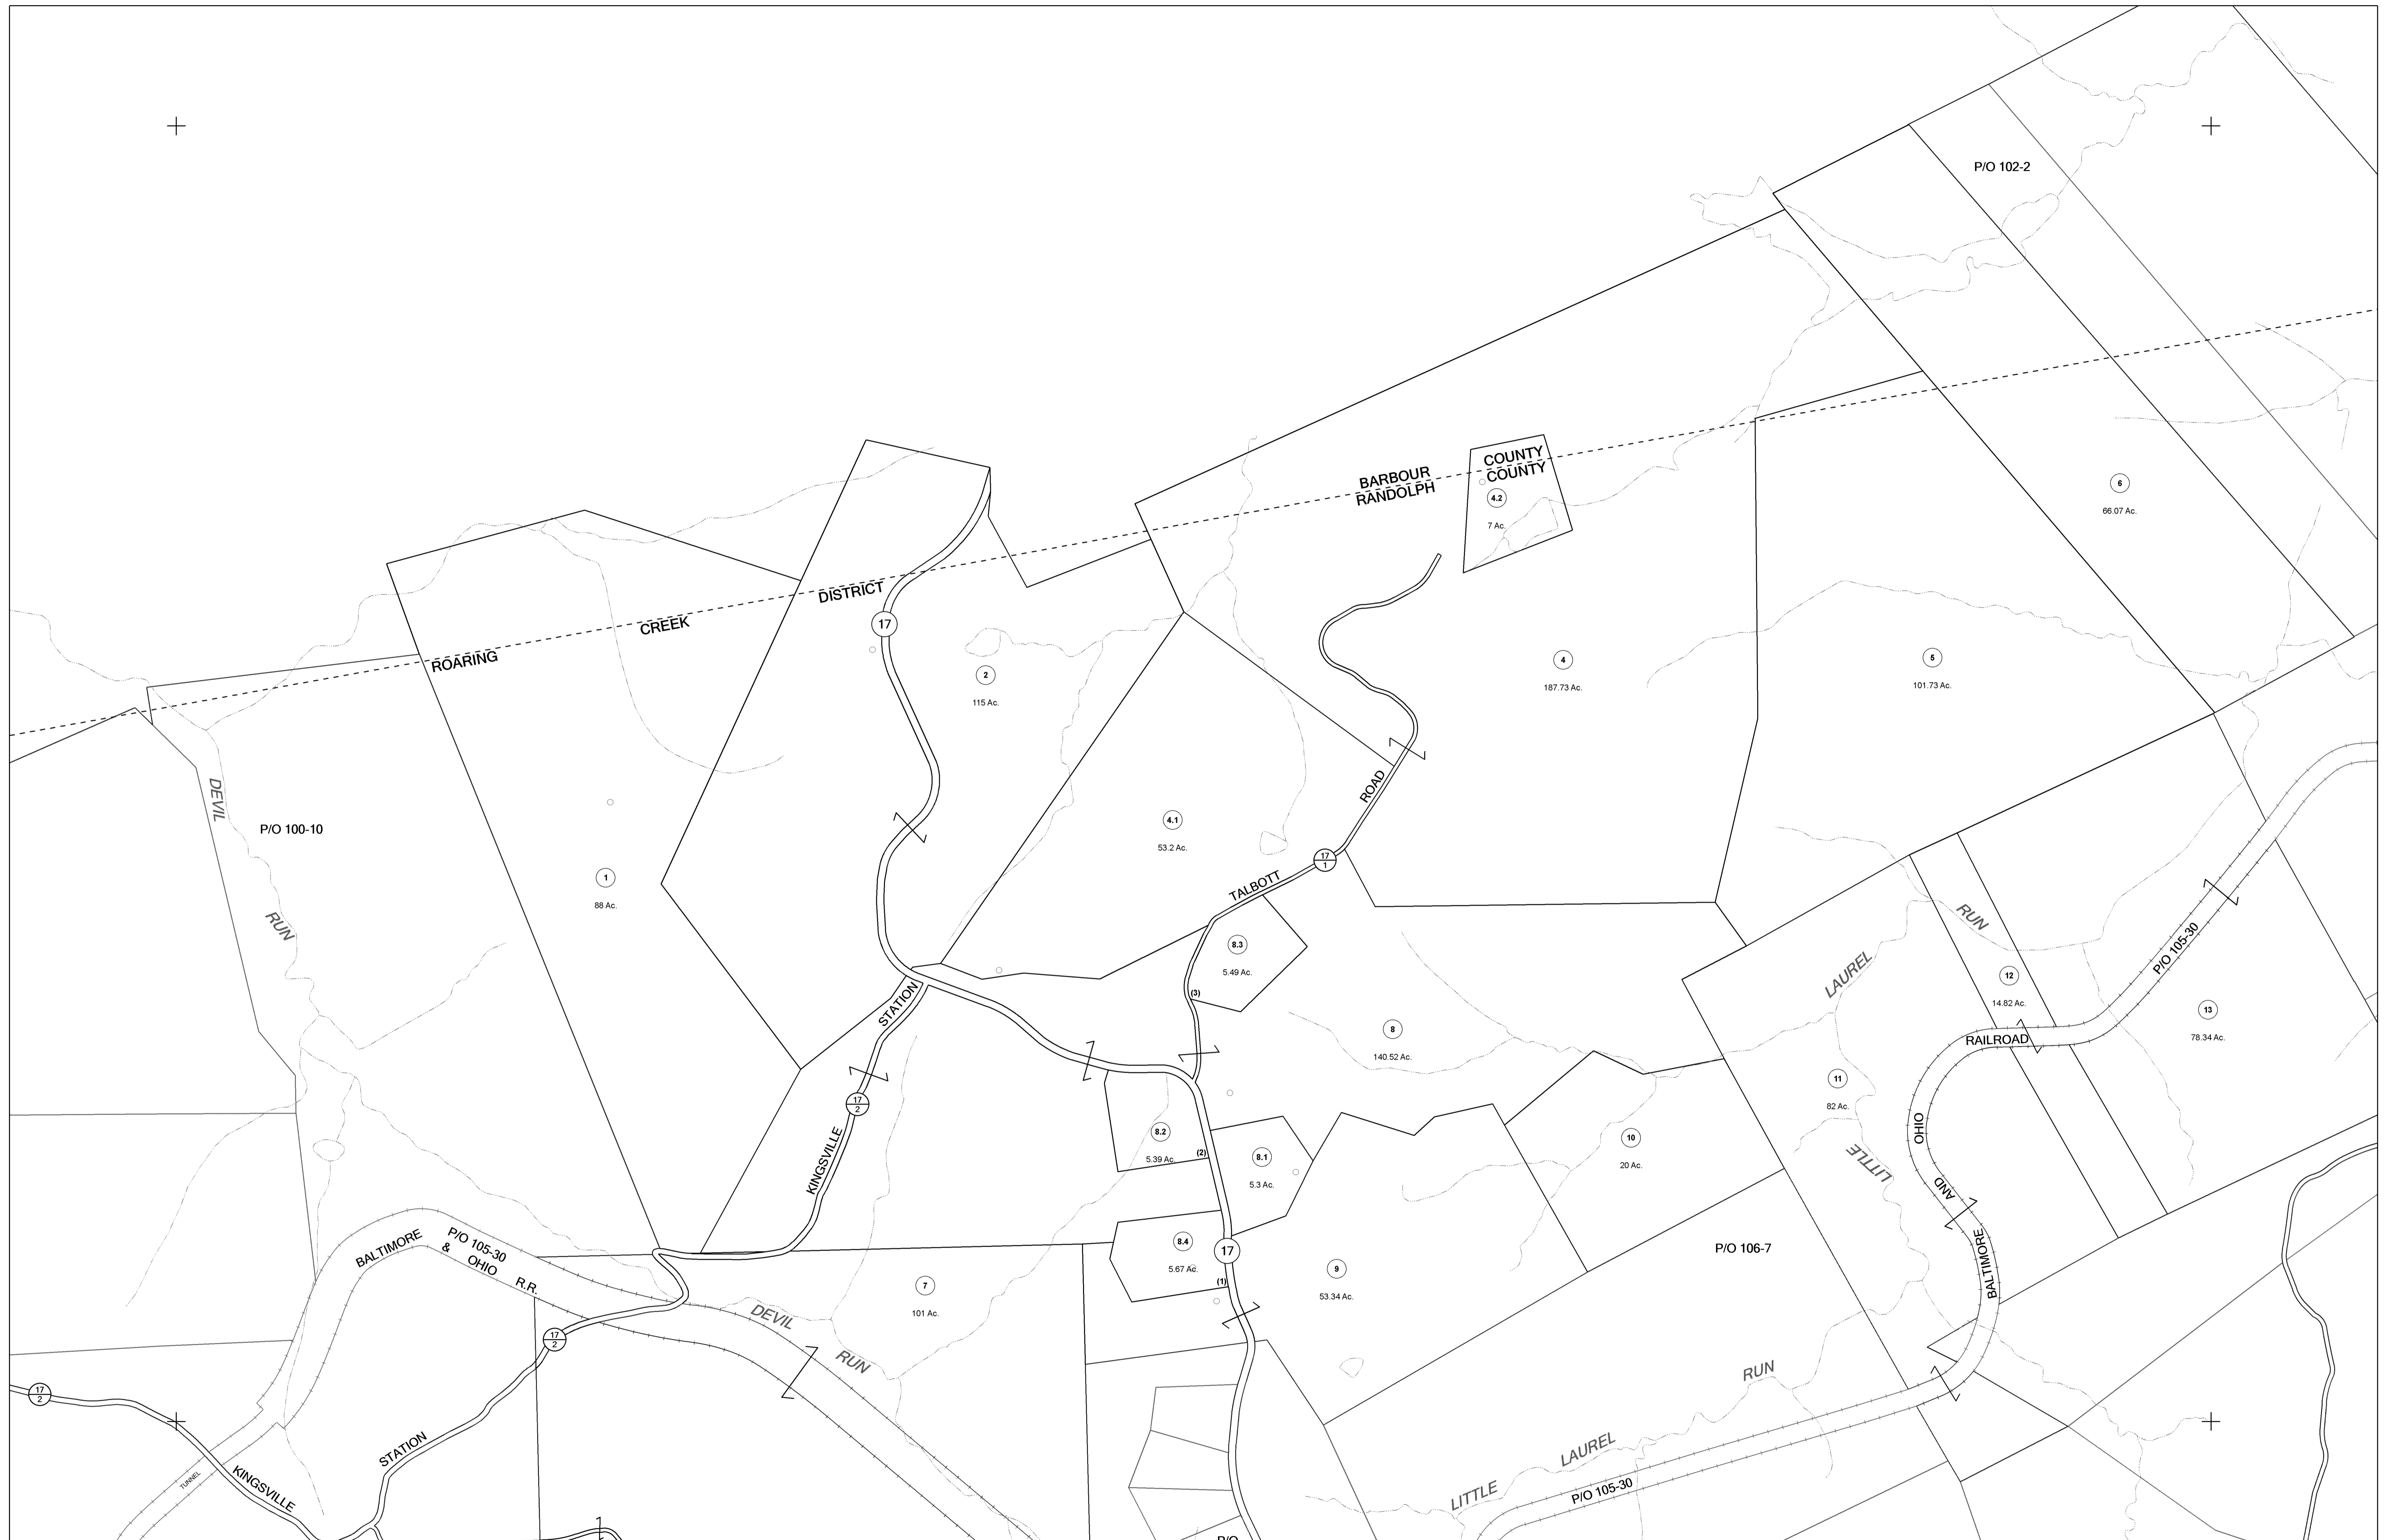 P/O 102-2
BARBOUR COUNTY
RANDOLPH COUNTY
4.2
7 Ac.
6
66.07 Ac.
ROARING CREEK DISTRICT
17
2
115 Ac.
4
187.73 Ac.
5
101.73 Ac.
DEVIL RUN
P/O 100-10
1
88 Ac.
4.1
53.2 Ac.
TALBOTT ROAD
17
1
8.3
5.49 Ac.
(3)
LAUREL RUN
LITTLE
P/O 105-30
12
14.82 Ac.
13
78.34 Ac.
8
140.52 Ac.
KINGSVILLE STATION
17
2
11
82 Ac.
BALTIMORE AND OHIO RAILROAD
8.2
5.39 Ac.
(2)
8.1
5.3 Ac.
10
20 Ac.
8.4
5.67 Ac.
(1)
17
9
53.34 Ac.
P/O 106-7
BALTIMORE & OHIO R.R.
P/O 105-30
7
101 Ac.
DEVIL RUN
17
2
17
2
KINGSVILLE STATION
TUNNEL
LITTLE LAUREL RUN
P/O 105-30
P/O